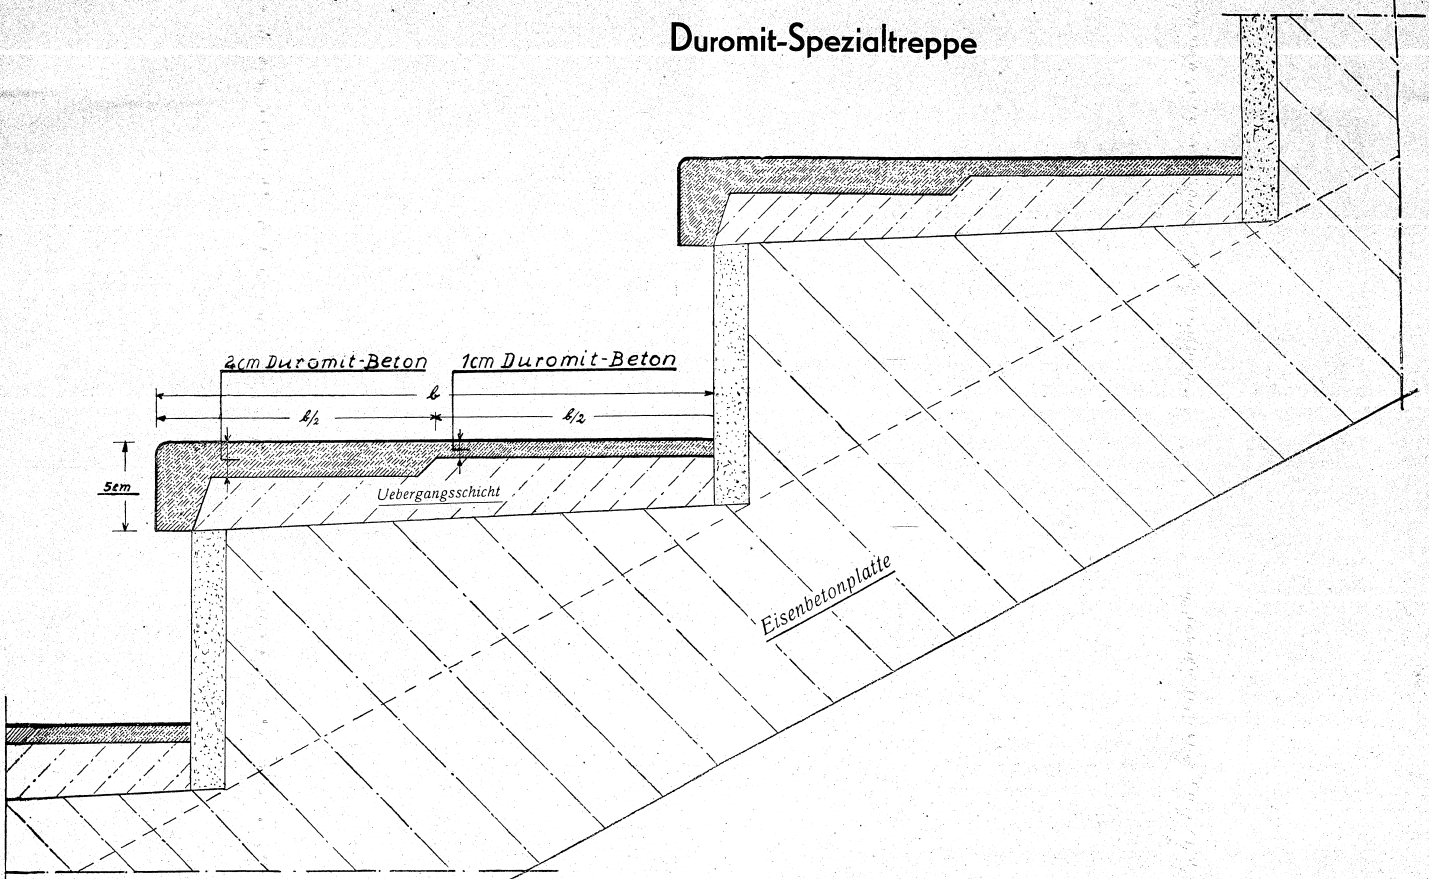 Duromit-Spezialtreppe
2cm Duromit-Beton
1cm Duromit-Beton
b
b/2
b/2
5cm
Uebergangsschicht
Eisenbetonplatte